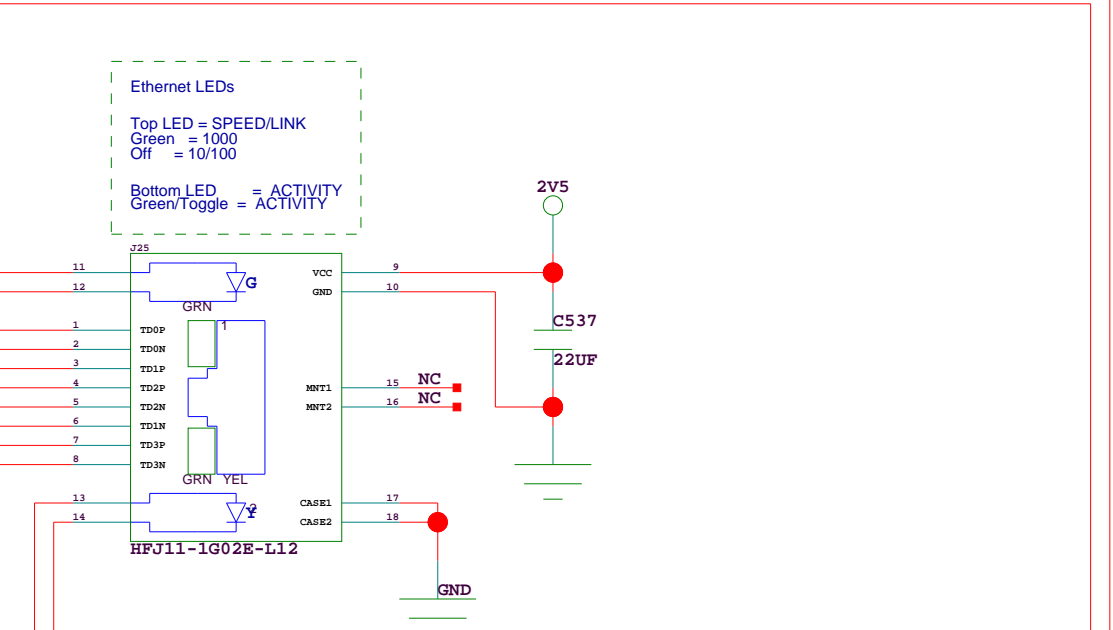 Ethernet LEDs
Top LED = SPEED/LINK
Green = 1000
Off = 10/100
Bottom LED = ACTIVITY
Green/Toggle = ACTIVITY
2V5
J25
11 VCC 9
12 G GND 10
GRN
C537
1 TD0P 1
2 TD0N
22UF
3 TD1P
4 TD2P MNT1 15 NC
5 TD2N MNT2 16 NC
6 TD1N
7 TD3P
8 TD3N
GRN YEL
13 CASE1 17
14 Y CASE2 18
HFJ11-1G02E-L12
GND